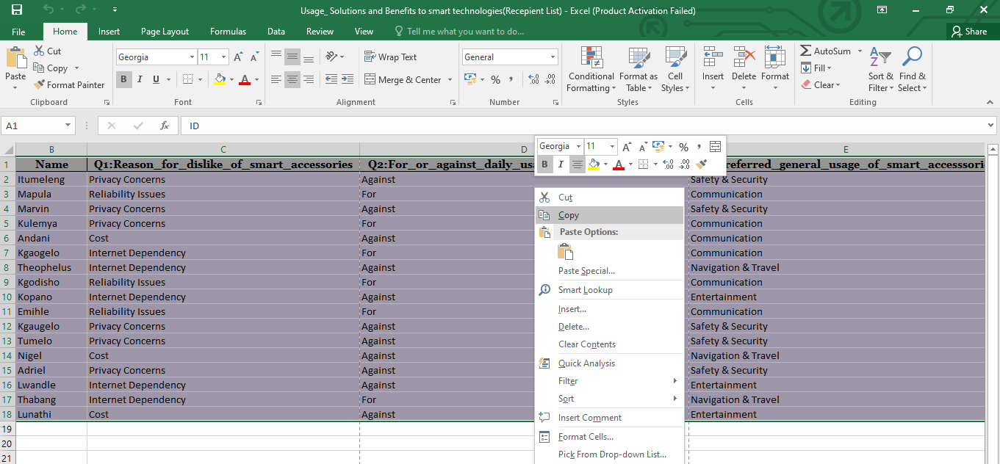 Usage_ Solutions and Benefits to smart technologies(Recepient List) - Excel (Product Activation Failed)
File Home Insert Page Layout Formulas Data Review View Tell me what you want to do... Share
Paste Cut Copy Format Painter Clipboard
Georgia 11 A A B I U A Font
Wrap Text Merge & Center Alignment
General % , .0 .00 .00 .0 Number
Conditional Formatting Format as Table Cell Styles Styles
Insert Delete Format Cells
AutoSum Fill Clear Sort & Filter Find & Select Editing
A1 fx ID
B C D E
Georgia 11 A A % ,
B I A .0 .00 .00 .0
1 Name Q1:Reason_for_dislike_of_smart_accessories Q2:For_or_against_daily_us referred_general_usage_of_smart_accesssori
2 Itumeleng Privacy Concerns Against Safety & Security
3 Mapula Reliability Issues For Communication
4 Marvin Privacy Concerns Against Safety & Security
5 Kulemya Privacy Concerns For Communication
6 Andani Cost Against Communication
7 Kgaogelo Internet Dependency For Communication
8 Theophelus Internet Dependency Against Navigation & Travel
9 Kgodisho Reliability Issues For Communication
10 Kopano Internet Dependency Against Entertainment
11 Emihle Reliability Issues For Communication
12 Kgaugelo Privacy Concerns Against Safety & Security
13 Tumelo Privacy Concerns Against Safety & Security
14 Nigel Cost Against Navigation & Travel
15 Adriel Privacy Concerns Against Safety & Security
16 Lwandle Internet Dependency Against Entertainment
17 Thabang Internet Dependency For Navigation & Travel
18 Lunathi Cost Against Entertainment
19
20
21
Cut
Copy
Paste Options:
Paste Special...
Smart Lookup
Insert...
Delete...
Clear Contents
Quick Analysis
Filter
Sort
Insert Comment
Format Cells...
Pick From Drop-down List...